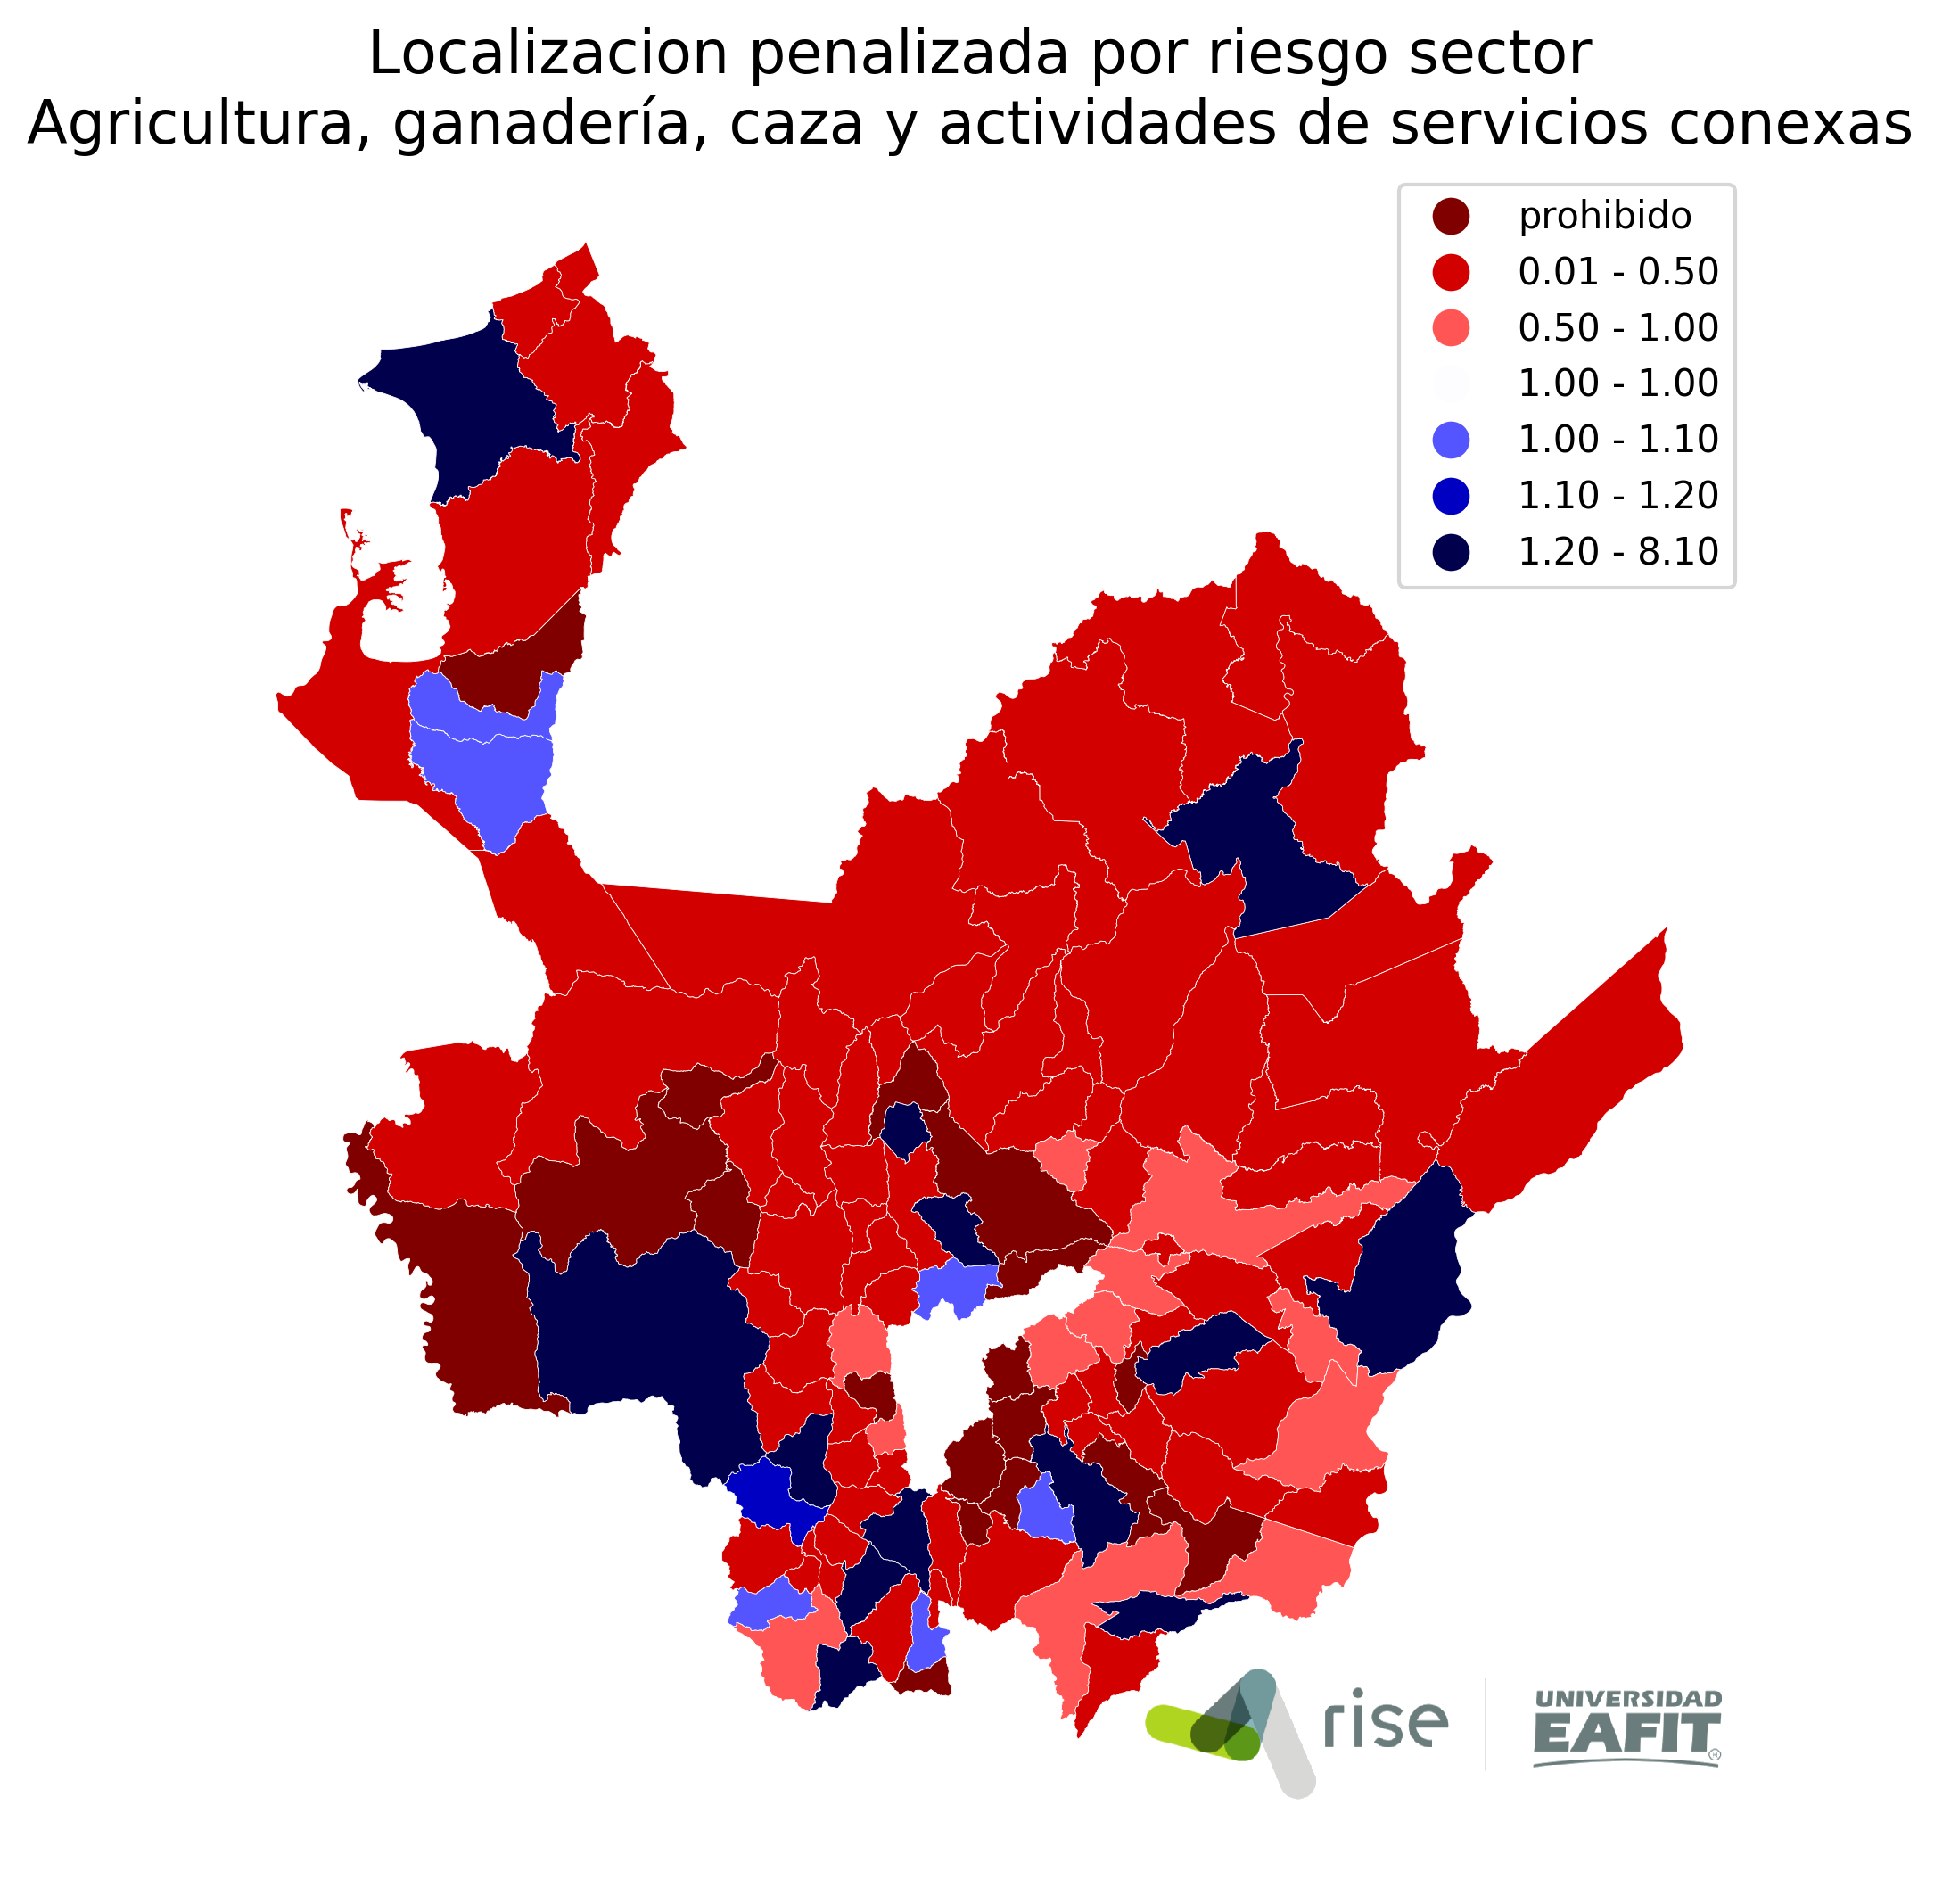 Localizacion penalizada por riesgo sector
Agricultura, ganadería, caza y actividades de servicios conexas
prohibido
0.01 - 0.50
0.50 - 1.00
1.00 - 1.00
1.00 - 1.10
1.10 - 1.20
1.20 - 8.10
rise
UNIVERSIDAD
EAFIT®